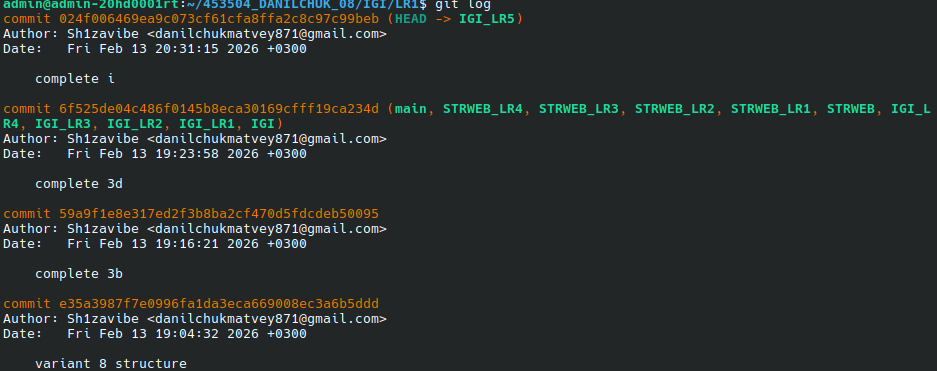 admin@admin-20hd0001rt:~/453504_DANILCHUK_08/IGI/LR1$ git log
commit 024f006469ea9c073cf61cfa8ffa2c8c97c99beb (HEAD -> IGI_LR5)
Author: Sh1zavibe <danilchukmatvey871@gmail.com>
Date:   Fri Feb 13 20:31:15 2026 +0300
    complete i
commit 6f525de04c486f0145b8eca30169cfff19ca234d (main, STRWEB_LR4, STRWEB_LR3, STRWEB_LR2, STRWEB_LR1, STRWEB, IGI_L
R4, IGI_LR3, IGI_LR2, IGI_LR1, IGI)
Author: Sh1zavibe <danilchukmatvey871@gmail.com>
Date:   Fri Feb 13 19:23:58 2026 +0300
    complete 3d
commit 59a9f1e8e317ed2f3b8ba2cf470d5fdcdeb50095
Author: Sh1zavibe <danilchukmatvey871@gmail.com>
Date:   Fri Feb 13 19:16:21 2026 +0300
    complete 3b
commit e35a3987f7e0996fa1da3eca669008ec3a6b5ddd
Author: Sh1zavibe <danilchukmatvey871@gmail.com>
Date:   Fri Feb 13 19:04:32 2026 +0300
    variant 8 structure